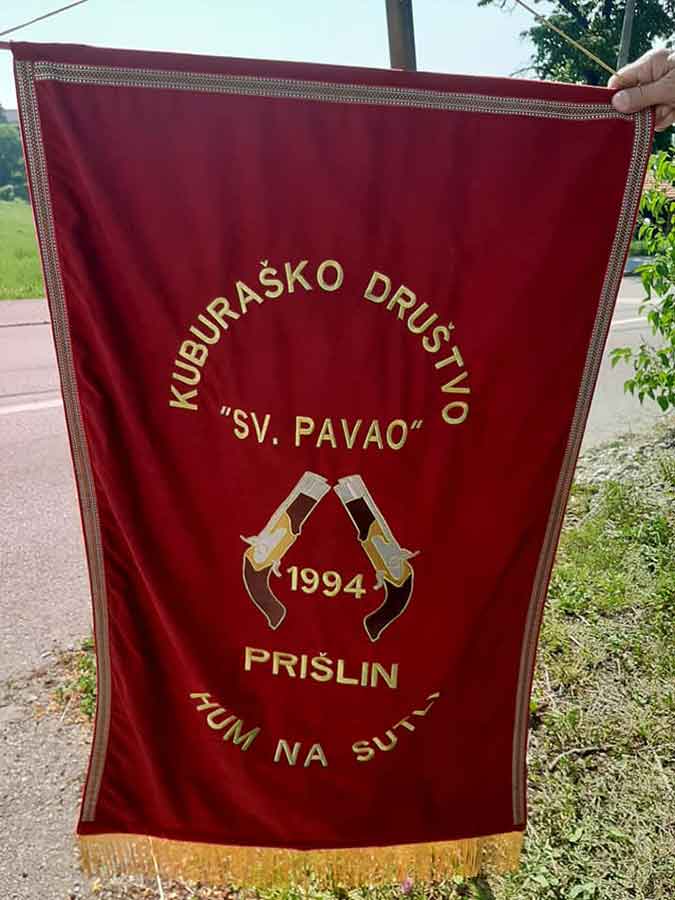 KUBURAŠKO DRUŠTVO
"SV. PAVAO"
1994
PRIŠLIN
HUM NA SUTLI